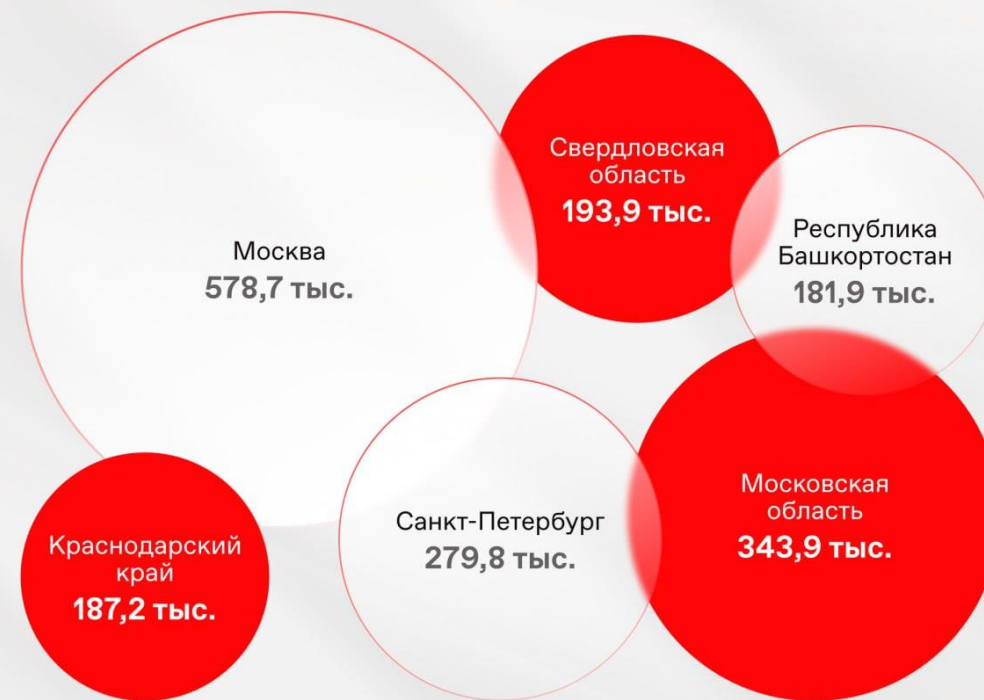 Москва
578,7 тыс.
Свердловская
область
193,9 тыс.
Республика
Башкортостан
181,9 тыс.
Краснодарский
край
187,2 тыс.
Санкт-Петербург
279,8 тыс.
Московская
область
343,9 тыс.